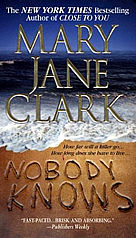 The NEW YORK TIMES Bestselling
Author of CLOSE TO YOU
MARY
JANE
CLARK
How far will a killer go...
How long does she have to live...
NOBODY
KNOWS
"FAST-PACED...BRISK AND ABSORBING."
—Publishers Weekly